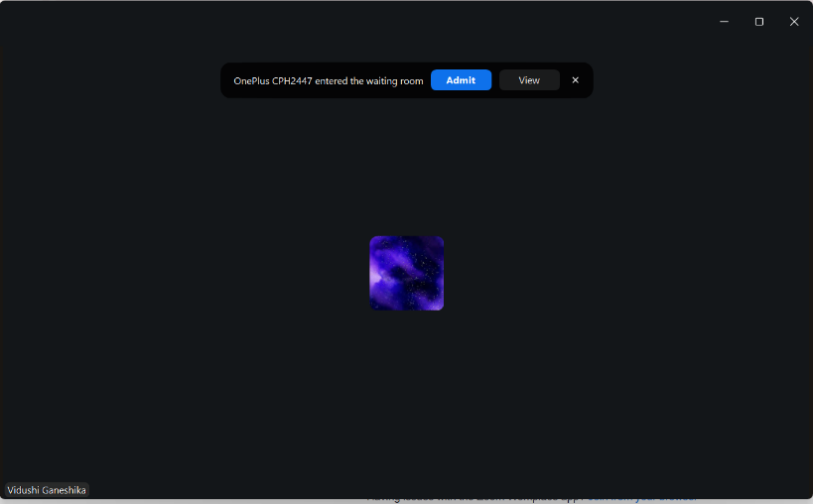 OnePlus CPH2447 entered the waiting room Admit View
Vidushi Ganeshika